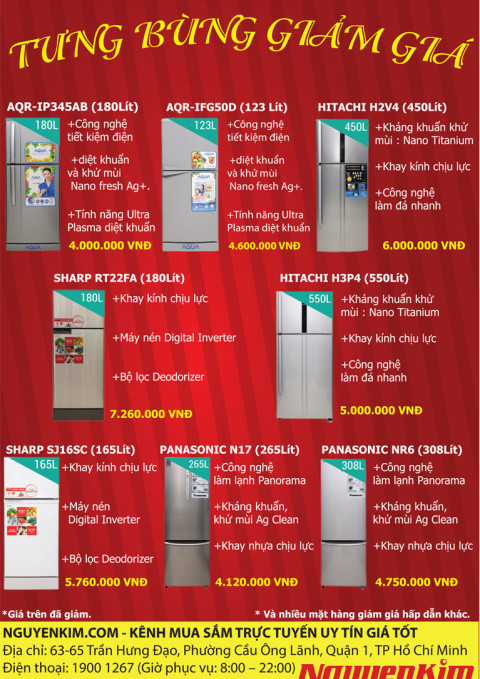 TƯNG BÙNG GIẢM GIÁ
AQR-IP345AB (180Lít)
180L
+Công nghệ
tiết kiệm điện
+diệt khuẩn
và khử mùi
Nano fresh Ag+.
+Tính năng Ultra
Plasma diệt khuẩn
AQUA
4.000.000 VNĐ
AQR-IFG50D (123 Lít)
123L
+Công nghệ
tiết kiệm điện
+diệt khuẩn
và khử mùi
Nano fresh Ag+.
+Tính năng Ultra
Plasma diệt khuẩn
AQUA
4.600.000 VNĐ
HITACHI H2V4 (450Lít)
450L
+Kháng khuẩn khử
mùi : Nano Titanium
+Khay kính chịu lực
+Công nghệ
làm đá nhanh
6.000.000 VNĐ
SHARP RT22FA (180Lít)
180L
+Khay kính chịu lực
+Máy nén Digital Inverter
+Bộ lọc Deodorizer
7.260.000 VNĐ
HITACHI H3P4 (550Lít)
550L
+Kháng khuẩn khử
mùi : Nano Titanium
+Khay kính chịu lực
+Công nghệ
làm đá nhanh
5.000.000 VNĐ
SHARP SJ16SC (165Lít)
165L
+Khay kính chịu lực
+Máy nén
Digital Inverter
+Bộ lọc Deodorizer
5.760.000 VNĐ
PANASONIC N17 (265Lít)
265L
+Công nghệ
làm lạnh Panorama
+Kháng khuẩn,
khử mùi Ag Clean
+Khay nhựa chịu lực
4.120.000 VNĐ
PANASONIC NR6 (308Lít)
308L
+Công nghệ
làm lạnh Panorama
+Kháng khuẩn,
khử mùi Ag Clean
+Khay nhựa chịu lực
4.750.000 VNĐ
*Giá trên đã giảm.
* Và nhiều mặt hàng giảm giá hấp dẫn khác.
NGUYENKIM.COM - KÊNH MUA SẮM TRỰC TUYẾN UY TÍN GIÁ TỐT
Địa chỉ: 63-65 Trần Hưng Đạo, Phường Cầu Ông Lãnh, Quận 1, TP Hồ Chí Minh
Điện thoại: 1900 1267 (Giờ phục vụ: 8:00 – 22:00)
NGUYENKIM